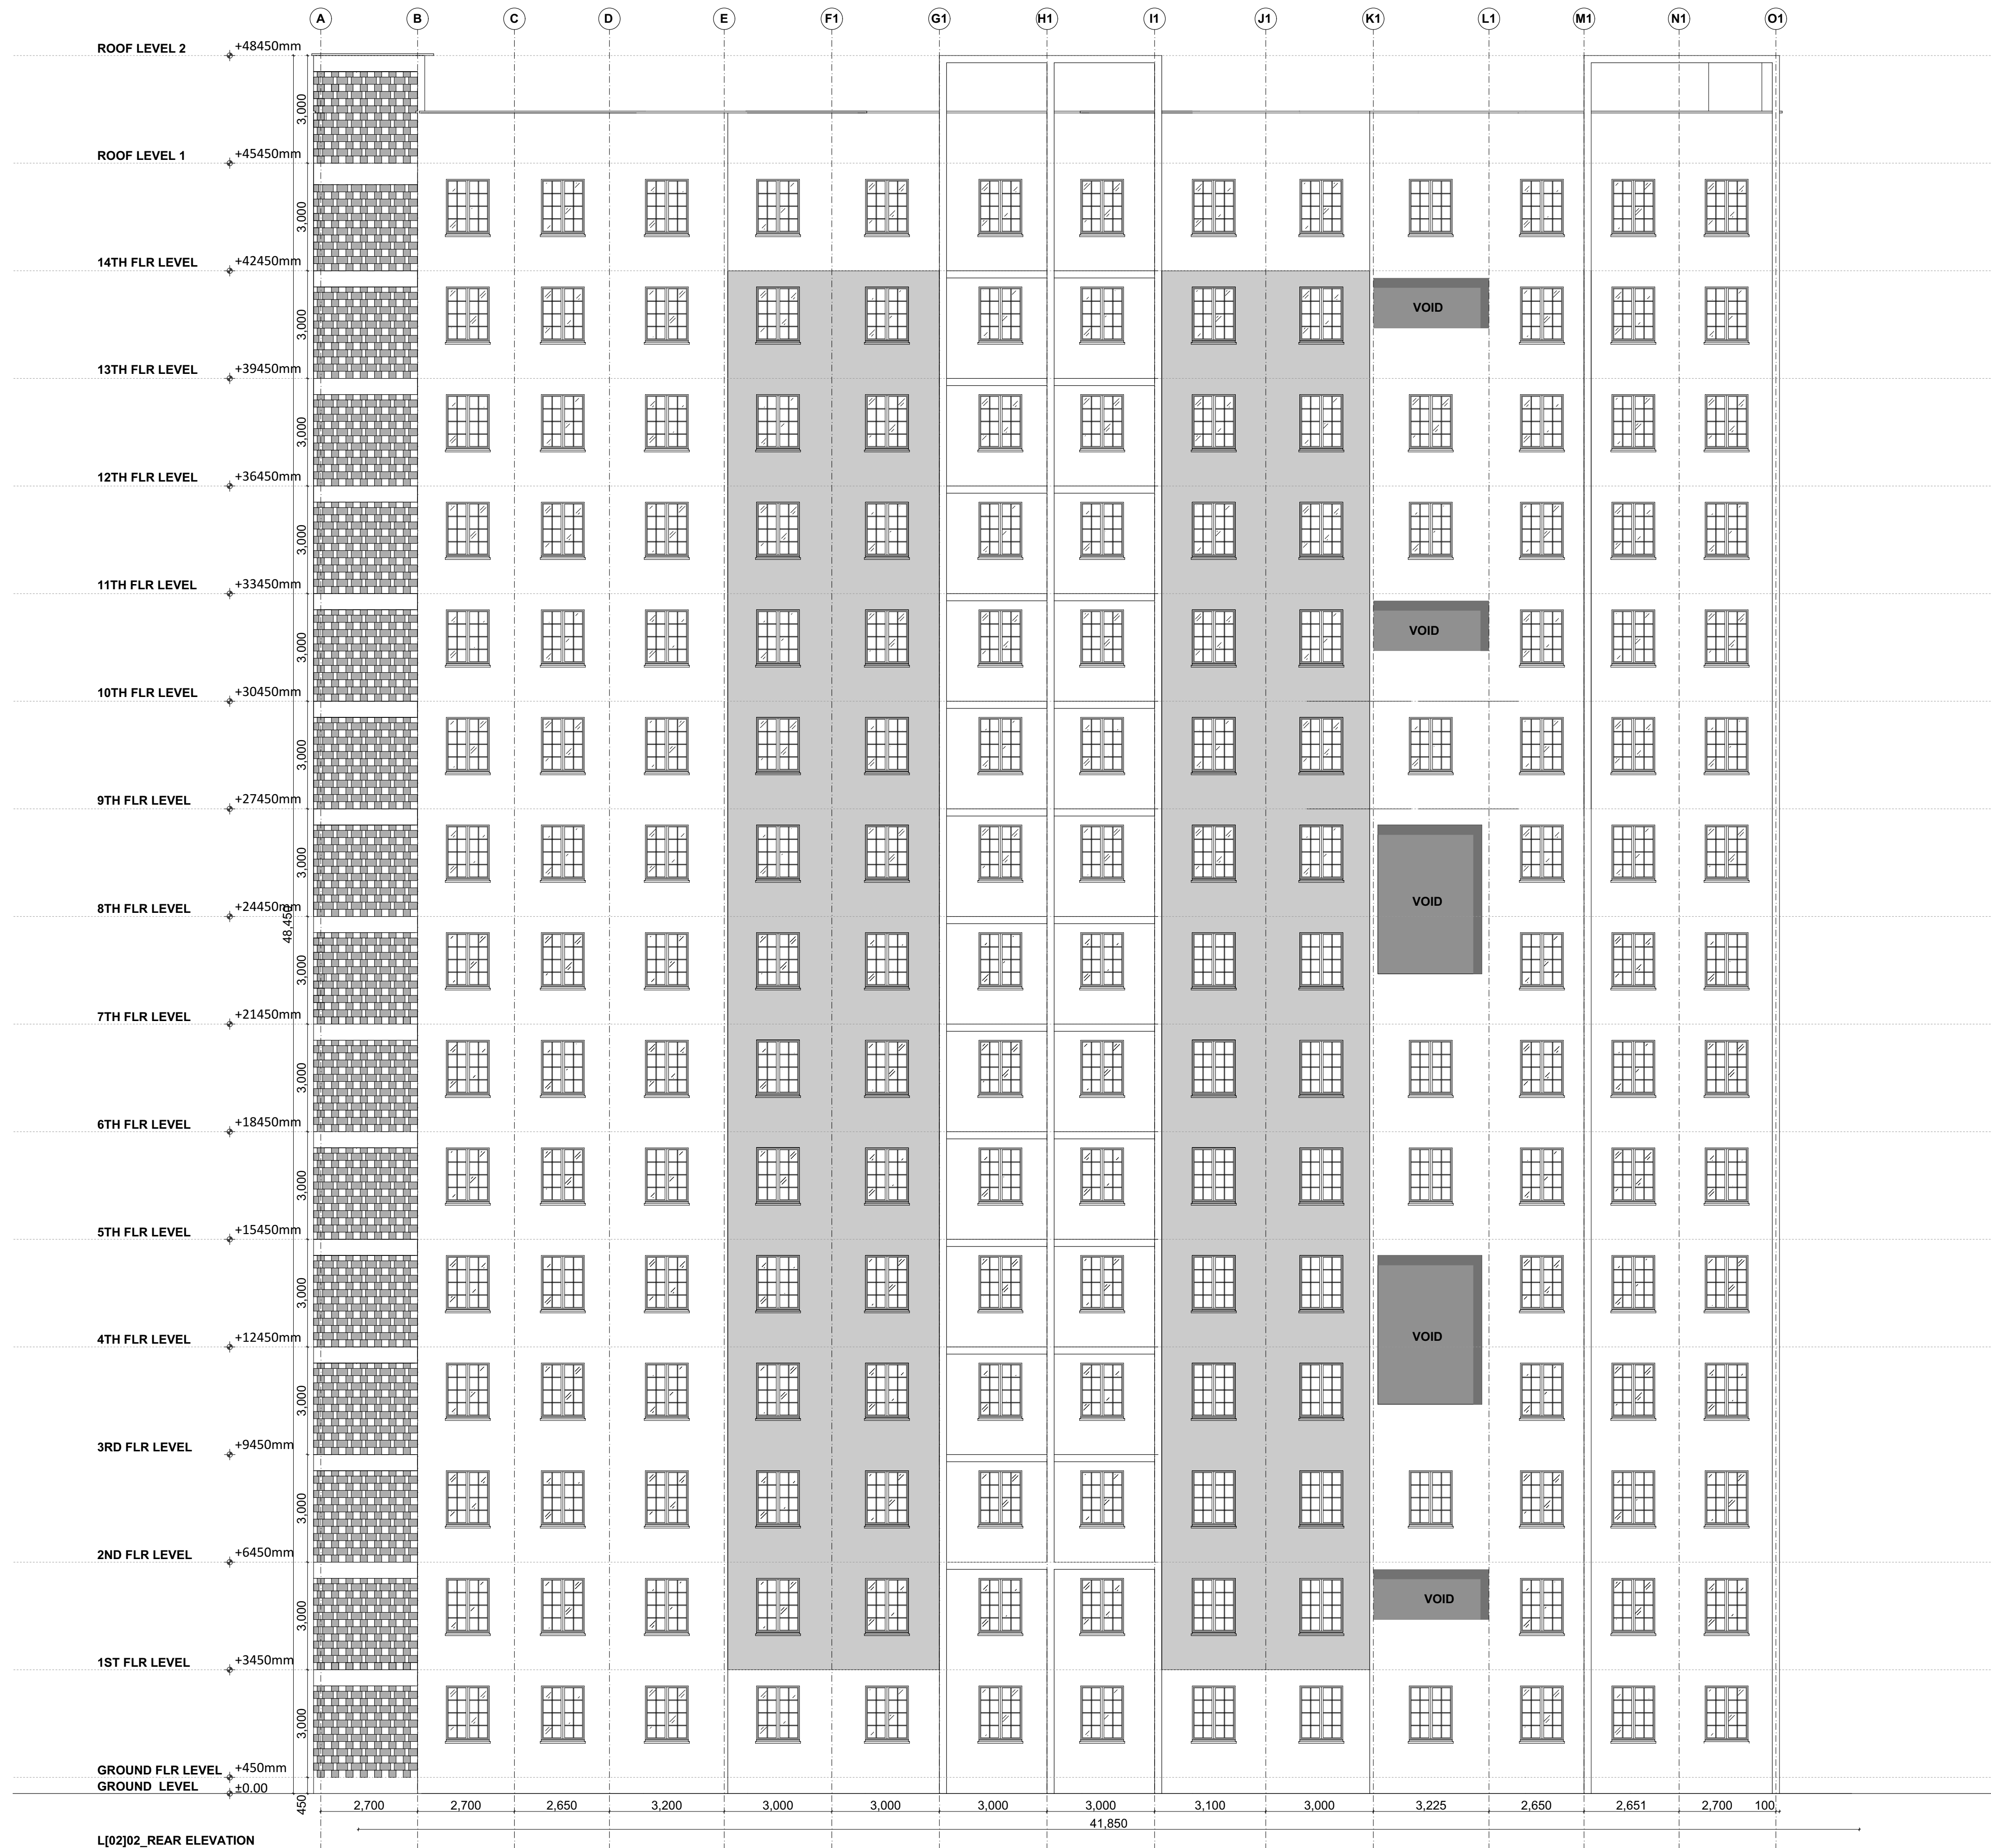 A B C D E F1 G1 H1 I1 J1 K1 L1 M1 N1 O1
ROOF LEVEL 2 +48450mm
3,000
ROOF LEVEL 1 +45450mm
3,000
14TH FLR LEVEL +42450mm
3,000 VOID
13TH FLR LEVEL +39450mm
3,000
12TH FLR LEVEL +36450mm
3,000
11TH FLR LEVEL +33450mm
3,000 VOID
10TH FLR LEVEL +30450mm
3,000
9TH FLR LEVEL +27450mm
3,000
8TH FLR LEVEL +24450mm VOID
48,450
3,000
7TH FLR LEVEL +21450mm
3,000
6TH FLR LEVEL +18450mm
3,000
5TH FLR LEVEL +15450mm
3,000
4TH FLR LEVEL +12450mm VOID
3,000
3RD FLR LEVEL +9450mm
3,000
2ND FLR LEVEL +6450mm
3,000 VOID
1ST FLR LEVEL +3450mm
3,000
GROUND FLR LEVEL +450mm
GROUND LEVEL ±0.00
450 2,700 2,700 2,650 3,200 3,000 3,000 3,000 3,000 3,100 3,000 3,225 2,650 2,651 2,700 100
41,850
L[02]02_REAR ELEVATION